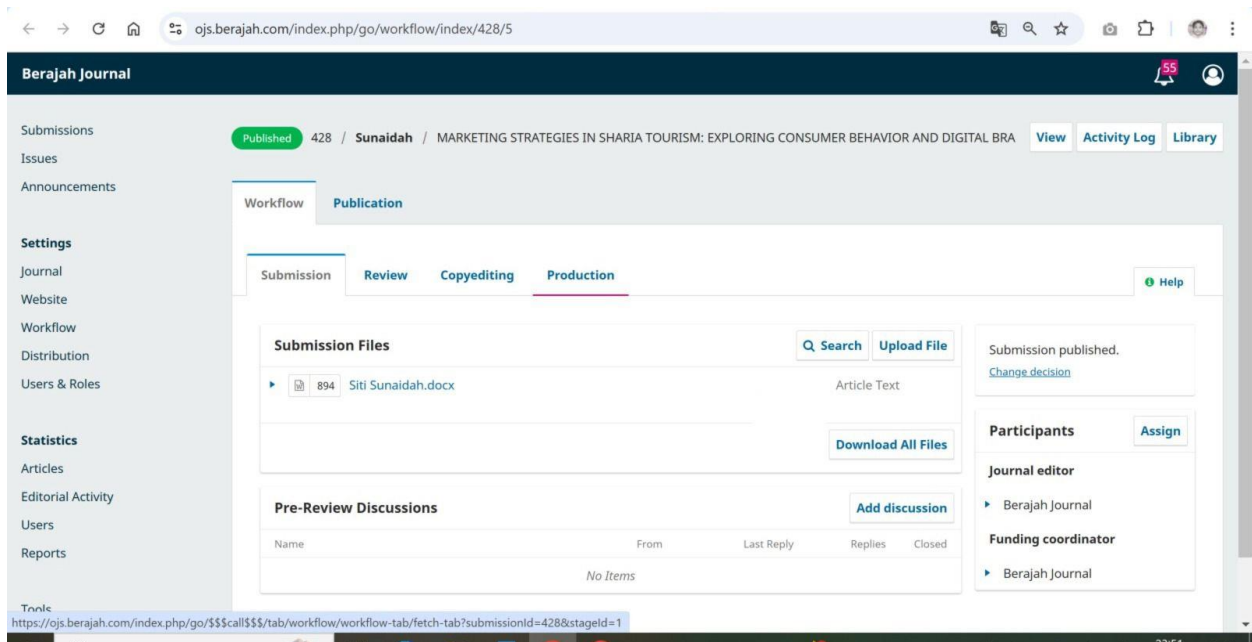 ojs.berajah.com/index.php/go/workflow/index/428/5
Berajah Journal
55
Submissions
Issues
Announcements
Settings
Journal
Website
Workflow
Distribution
Users & Roles
Statistics
Articles
Editorial Activity
Users
Reports
Tools
Published 428 / Sunaidah / MARKETING STRATEGIES IN SHARIA TOURISM: EXPLORING CONSUMER BEHAVIOR AND DIGITAL BRA View Activity Log Library
Workflow Publication
Submission Review Copyediting Production
Help
Submission Files Search Upload File
894 Siti Sunaidah.docx Article Text
Download All Files
Pre-Review Discussions Add discussion
Name From Last Reply Replies Closed
No Items
Submission published.
Change decision
Participants Assign
Journal editor
Berajah Journal
Funding coordinator
Berajah Journal
https://ojs.berajah.com/index.php/go/$$$call$$$/tab/workflow/workflow-tab/fetch-tab?submissionId=428&stageId=1